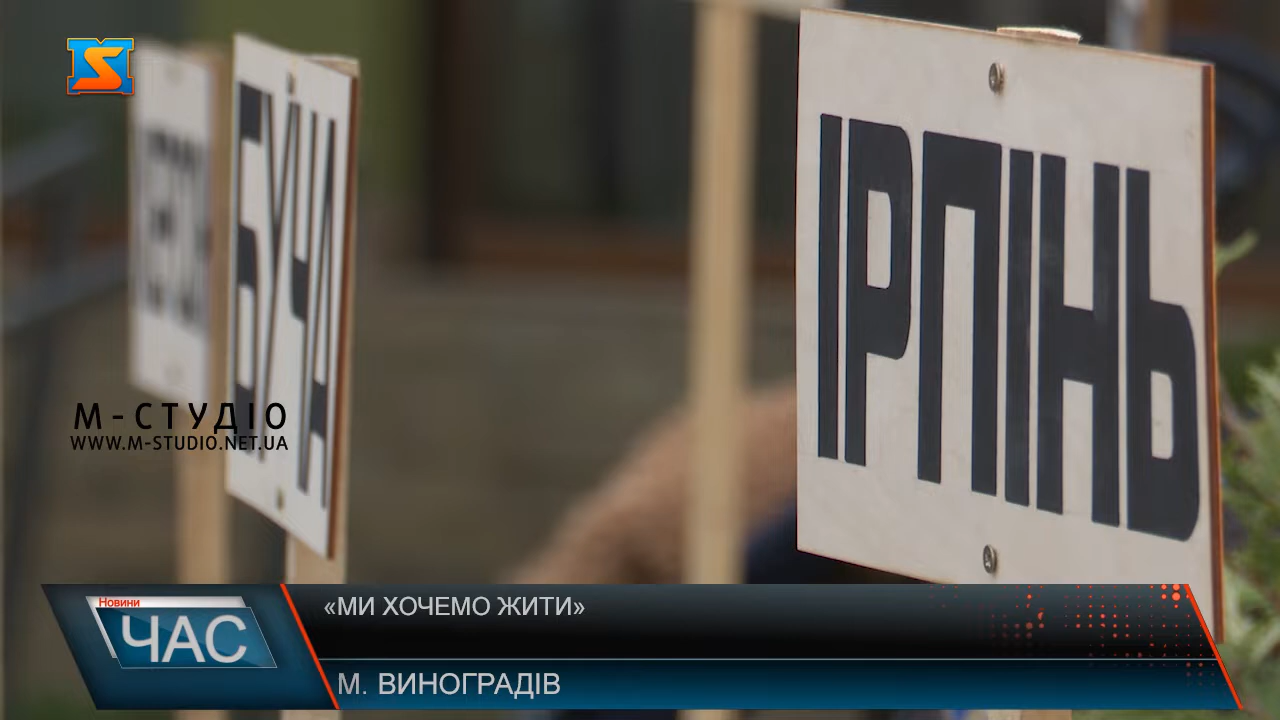 БУЧА
ІРПІНЬ
М-СТУДІО
WWW.M-STUDIO.NET.UA
Новини
ЧАС
«МИ ХОЧЕМО ЖИТИ»
М. ВИНОГРАДІВ